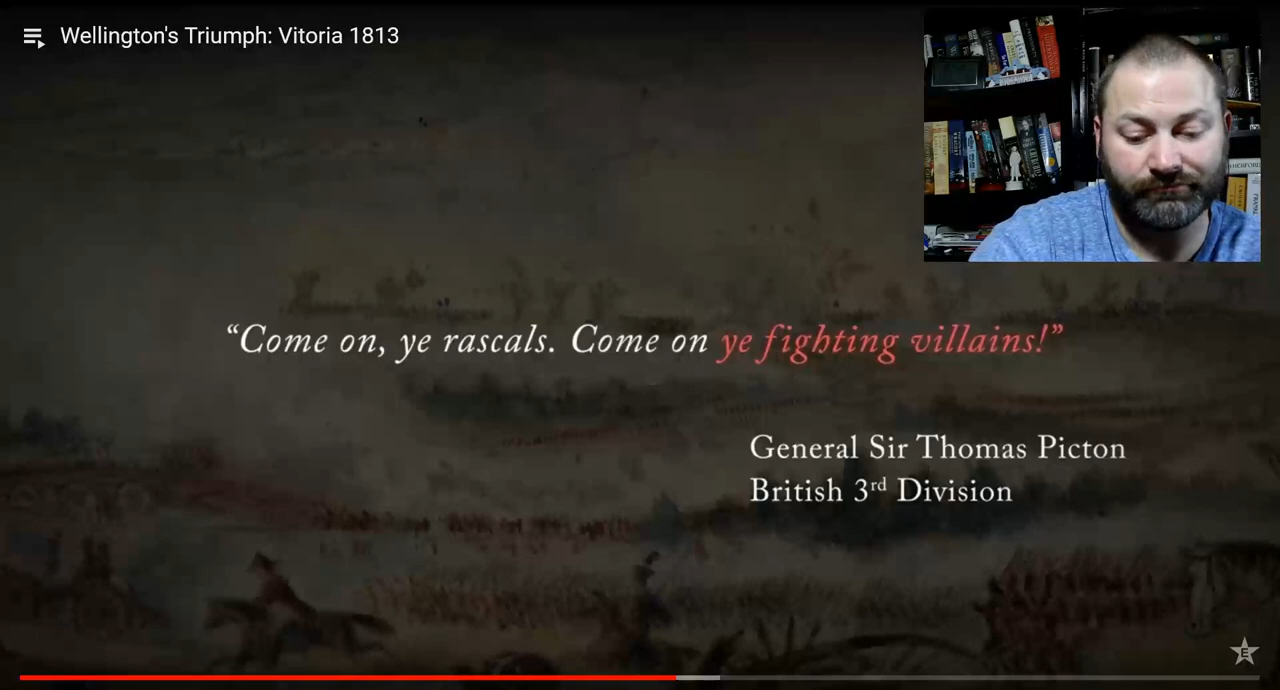 Wellington's Triumph: Vitoria 1813
“Come on, ye rascals. Come on ye fighting villains!”
General Sir Thomas Picton
British 3rd Division
E